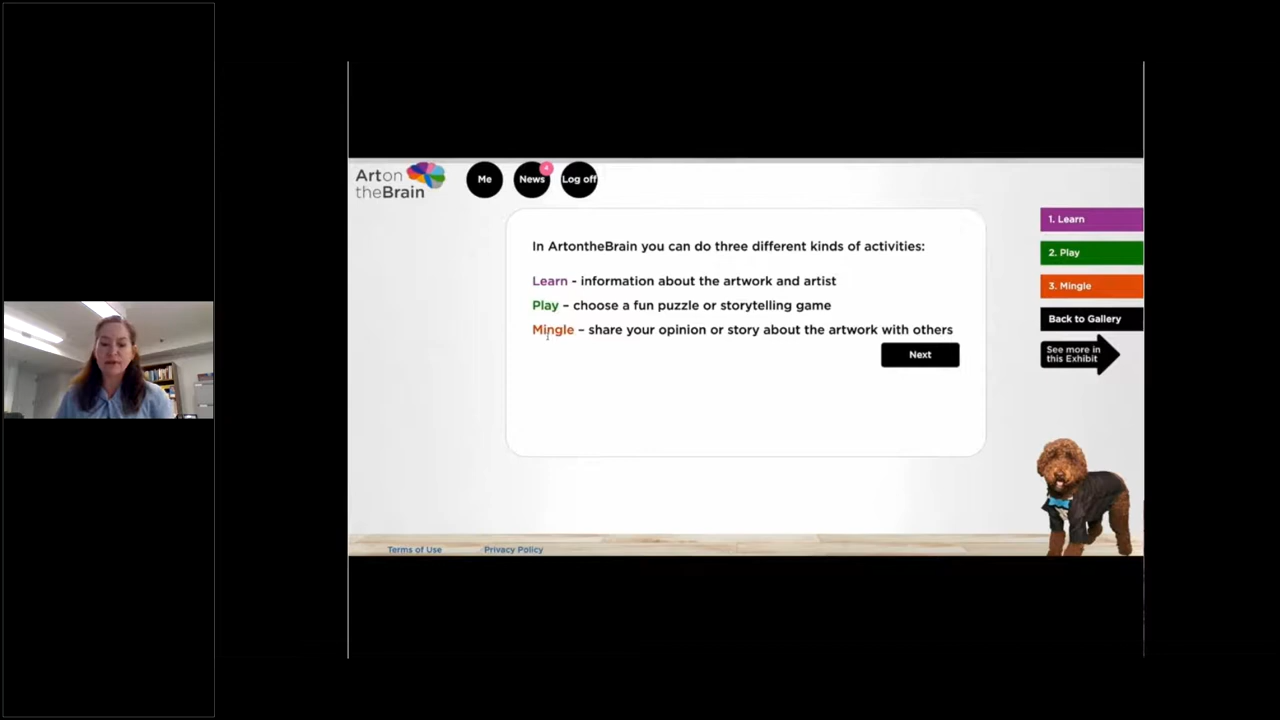 Art on
the Brain
Me
News
Log off
In ArtontheBrain you can do three different kinds of activities:
Learn - information about the artwork and artist
Play – choose a fun puzzle or storytelling game
Mingle – share your opinion or story about the artwork with others
Next
1. Learn
2. Play
3. Mingle
Back to Gallery
See more in
this Exhibit
Terms of Use
Privacy Policy